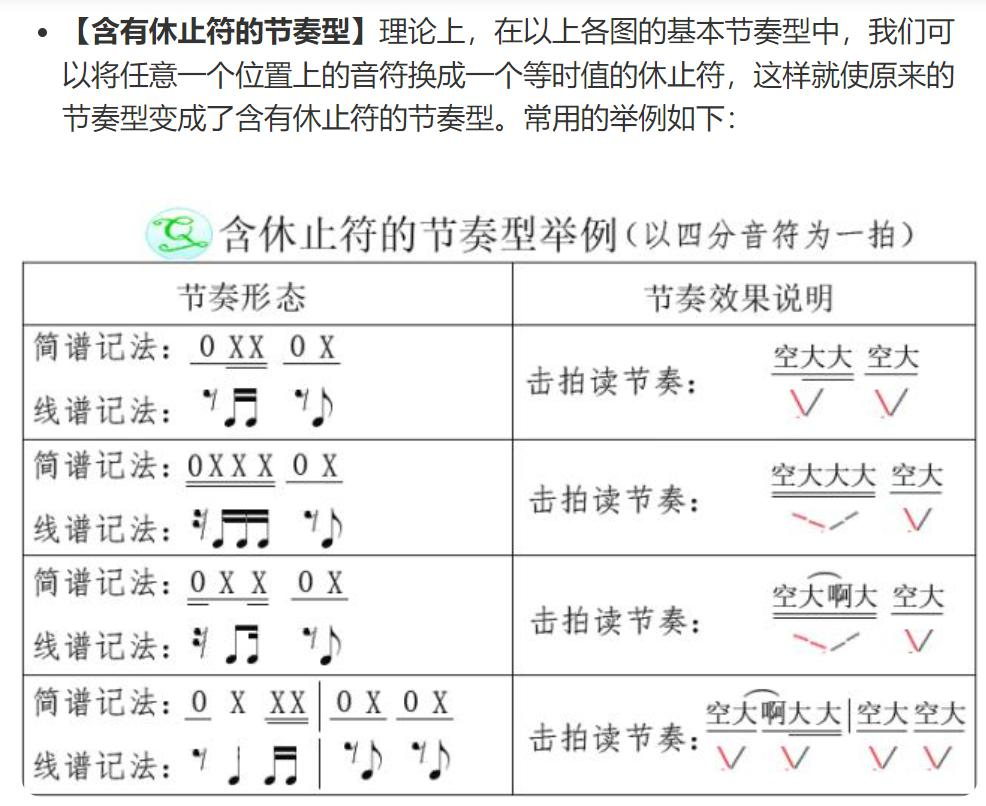 • 【含有休止符的节奏型】理论上，在以上各图的基本节奏型中，我们可
以将任意一个位置上的音符换成一个等时值的休止符，这样就使原来的
节奏型变成了含有休止符的节奏型。常用的举例如下：
含休止符的节奏型举例（以四分音符为一拍）
节奏形态 节奏效果说明
简谱记法：0 XX 0 X
线谱记法：
击拍读节奏： 空大大 空大
简谱记法：0XXX 0 X
线谱记法：
击拍读节奏： 空大大大 空大
简谱记法：0 X X 0 X
线谱记法：
击拍读节奏： 空大啊大 空大
简谱记法：0 X XX | 0 X 0 X
线谱记法：
击拍读节奏：空大啊大大|空大空大